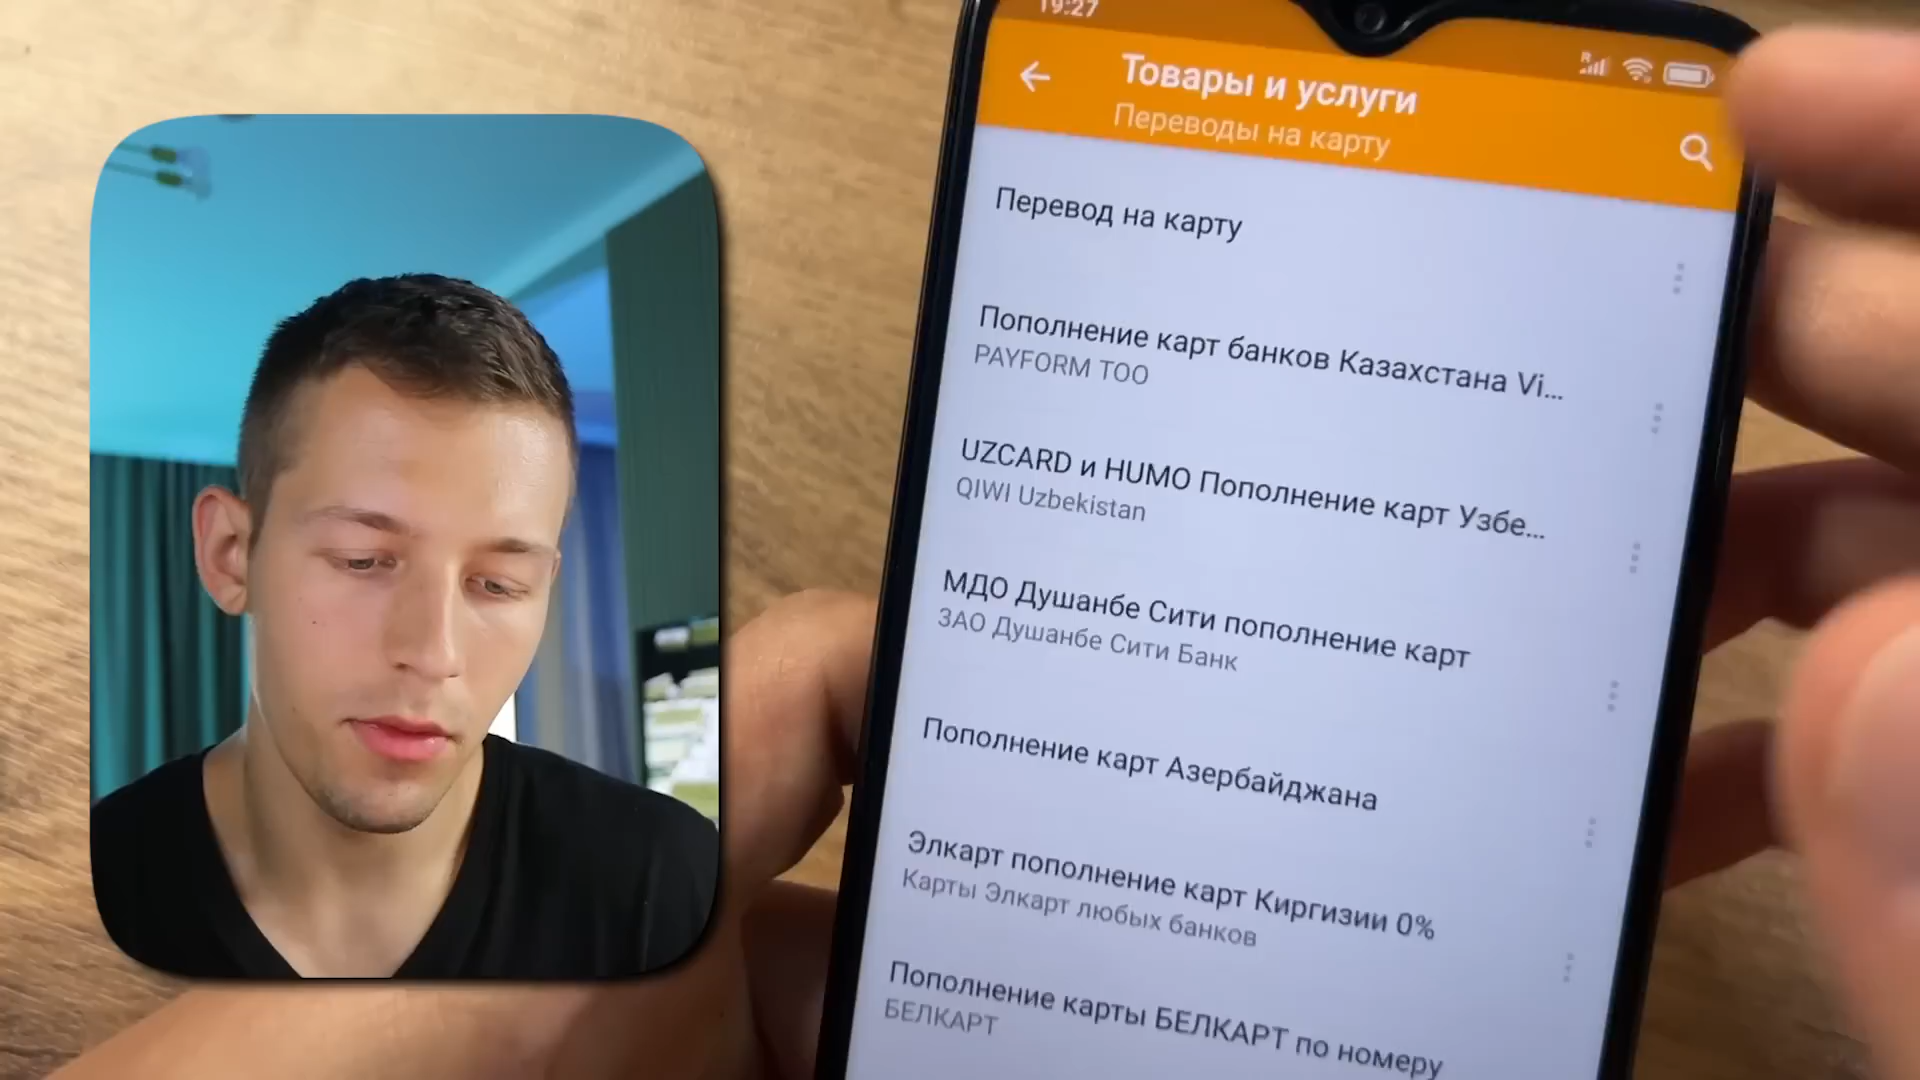 19:27
R
Товары и услуги
Переводы на карту
Перевод на карту
Пополнение карт банков Казахстана Vi...
PAYFORM ТОО
UZCARD и HUMO Пополнение карт Узбе...
QIWI Uzbekistan
МДО Душанбе Сити пополнение карт
ЗАО Душанбе Сити Банк
Пополнение карт Азербайджана
Элкарт пополнение карт Киргизии 0%
Карты Элкарт любых банков
Пополнение карты БЕЛКАРТ по номеру
БЕЛКАРТ